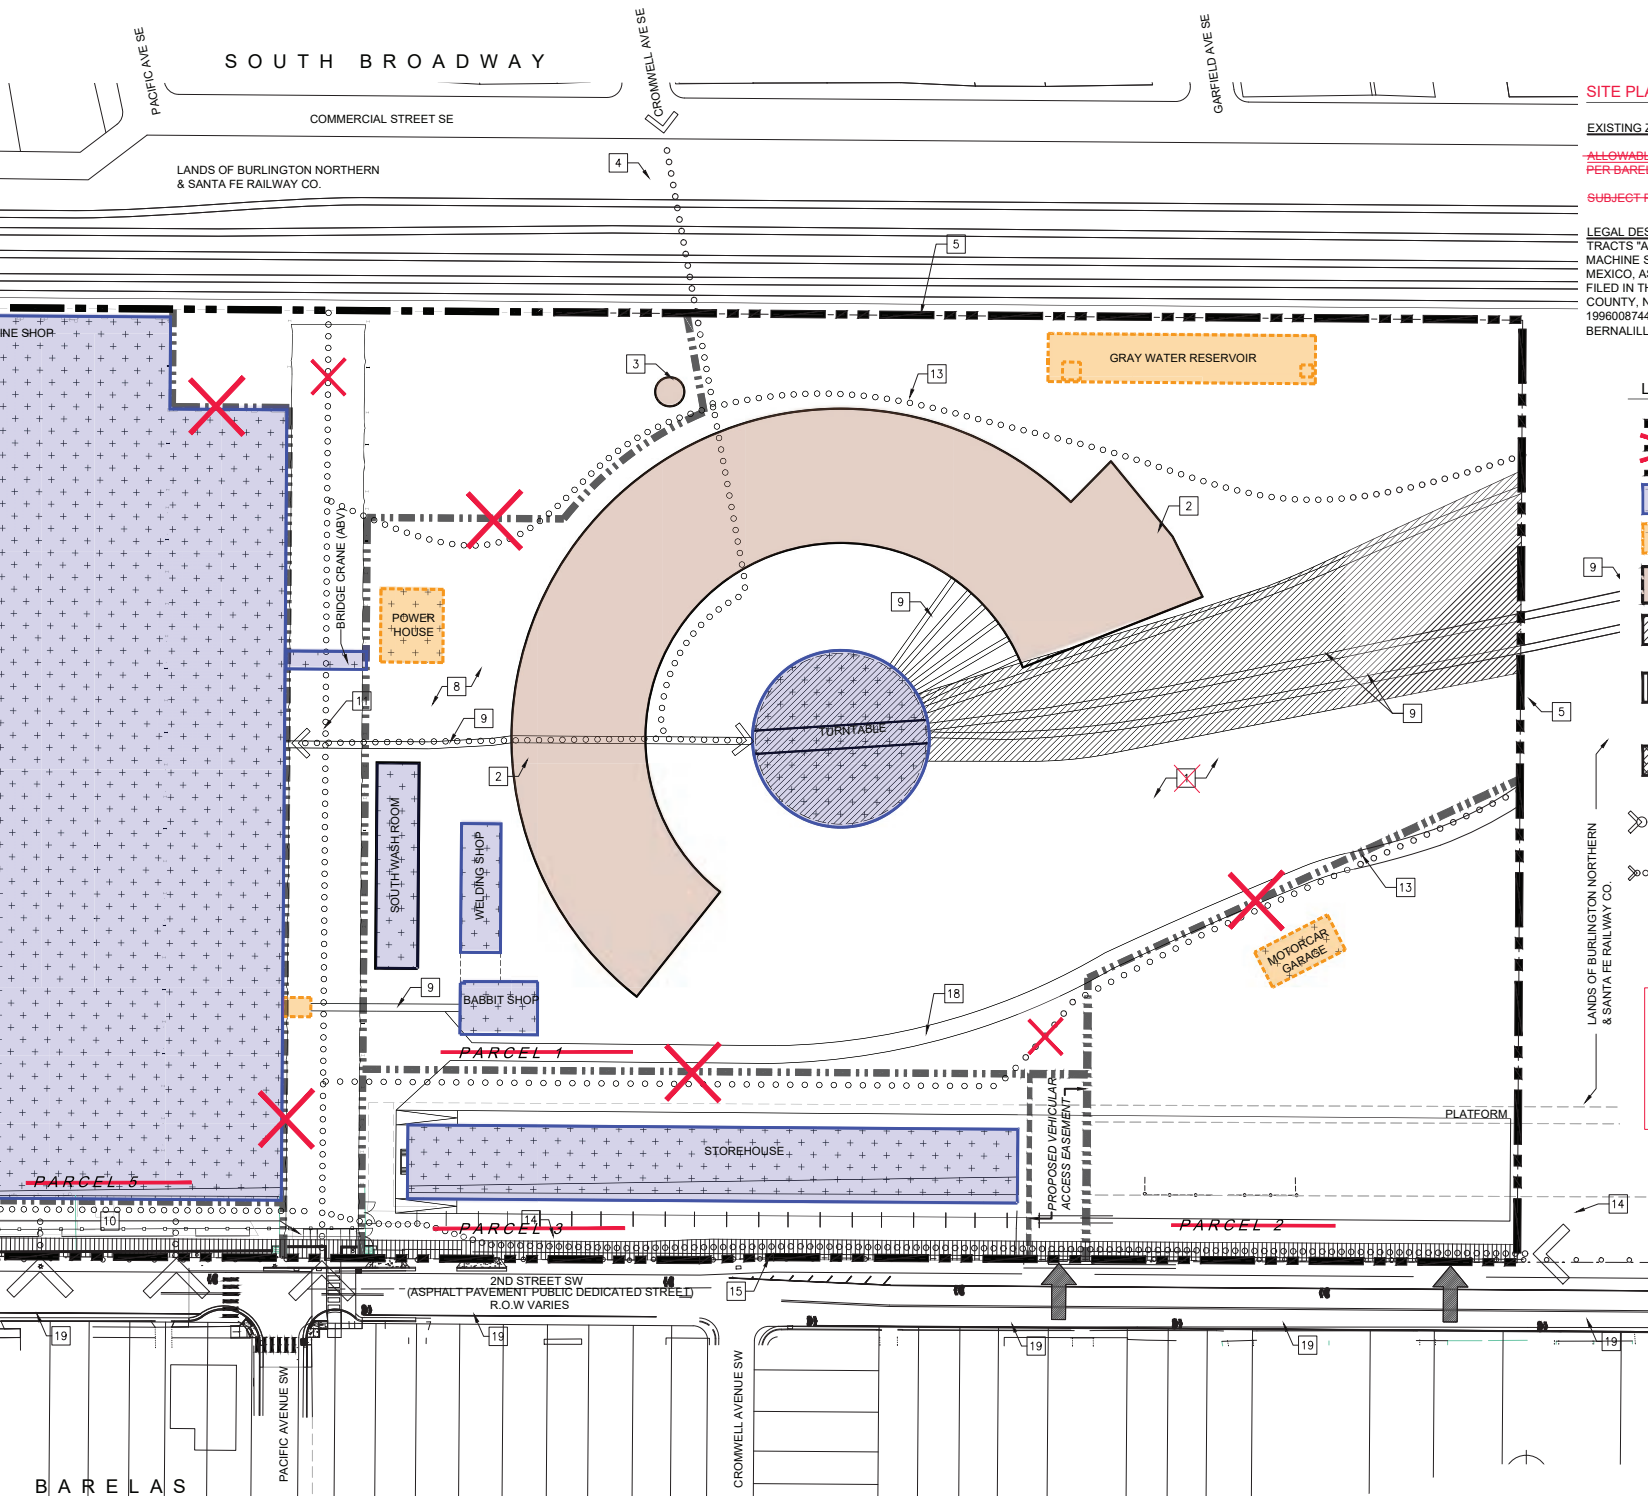 SOUTH BROADWAY
PACIFIC AVE SE
CROMWELL AVE SE
GARFIELD AVE SE
COMMERCIAL STREET SE
LANDS OF BURLINGTON NORTHERN
& SANTA FE RAILWAY CO.
4
5
SITE PLA
EXISTING Z
ALLOWABL
PER BAREL
SUBJECT P
LEGAL DES
TRACTS "A
MACHINE S
MEXICO, AS
FILED IN TH
COUNTY, N
1996008744
BERNALILL
INE SHOP
3
13
GRAY WATER RESERVOIR
L
2
BRIDGE CRANE (ABV)
POWER
HOUSE
9
9
8
11
9
TURNTABLE
9
5
2
1
SOUTH WASH ROOM
WELDING SHOP
13
LANDS OF BURLINGTON NORTHERN
& SANTA FE RAILWAY CO.
MOTORCAR
GARAGE
9
BABBIT SHOP
18
PARCEL 1
PROPOSED VEHICULAR
ACCESS EASEMENT
PLATFORM
STOREHOUSE
PARCEL 5
10
14
PARCEL 3
PARCEL 2
14
2ND STREET SW
(ASPHALT PAVEMENT PUBLIC DEDICATED STREET)
R.O.W VARIES
15
19
19
19
19
19
PACIFIC AVENUE SW
CROMWELL AVENUE SW
BARELAS